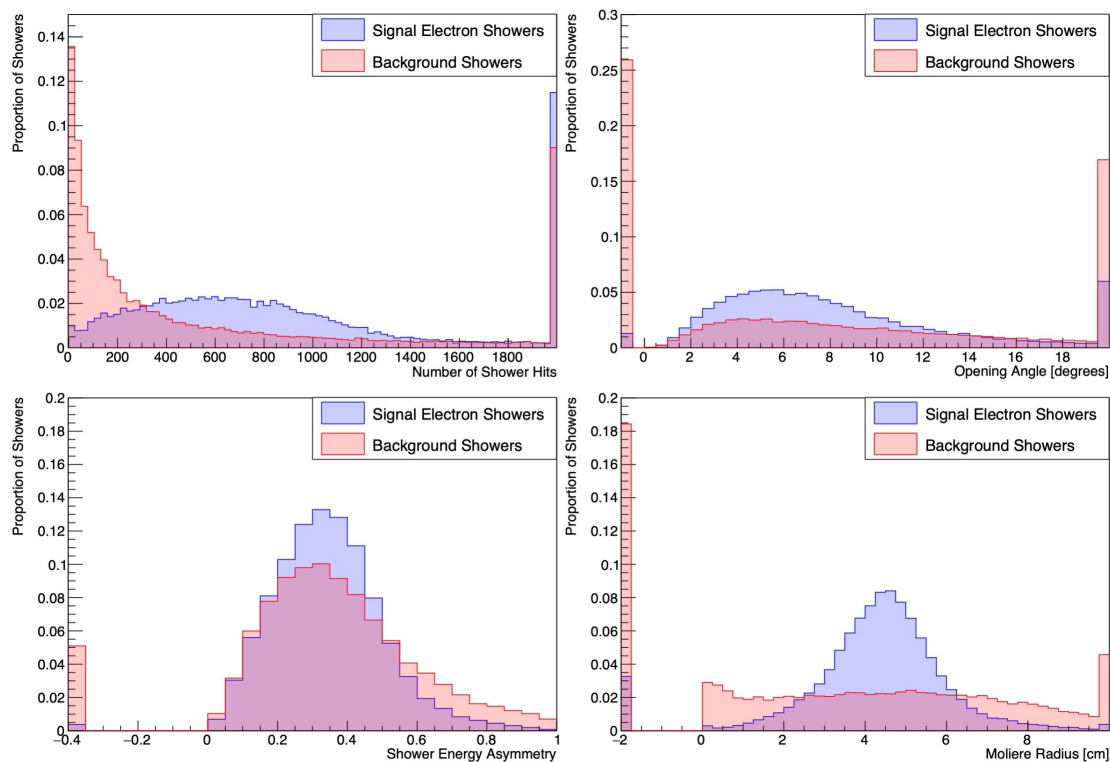 Proportion of Showers
Signal Electron Showers
Background Showers
0.14
0.12
0.1
0.08
0.06
0.04
0.02
0
0 200 400 600 800 1000 1200 1400 1600 1800
Number of Shower Hits
Proportion of Showers
Signal Electron Showers
Background Showers
0.3
0.25
0.2
0.15
0.1
0.05
0
0 2 4 6 8 10 12 14 16 18
Opening Angle [degrees]
Proportion of Showers
Signal Electron Showers
Background Showers
0.2
0.18
0.16
0.14
0.12
0.1
0.08
0.06
0.04
0.02
0
−0.4 −0.2 0 0.2 0.4 0.6 0.8 1
Shower Energy Asymmetry
Proportion of Showers
Signal Electron Showers
Background Showers
0.2
0.18
0.16
0.14
0.12
0.1
0.08
0.06
0.04
0.02
0
−2 0 2 4 6 8
Moliere Radius [cm]